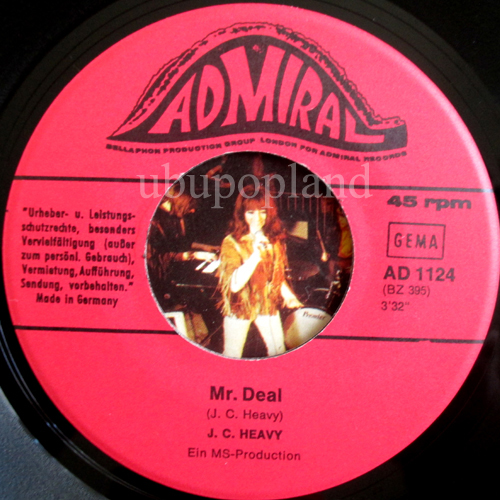 ADMIRAL
BELLAPHON PRODUCTION GROUP LONDON FOR ADMIRAL RECORDS
ubupopland
45 rpm
"Urheber- u. Leistungs-
schutzrechte, besonders
Vervielfältigung (außer
zum persönl. Gebrauch),
Vermietung, Aufführung,
Sendung, vorbehalten."
Made in Germany
GEMA
AD 1124
(BZ 395)
3'32"
Premier
Mr. Deal
(J. C. Heavy)
J. C. HEAVY
Ein MS-Production